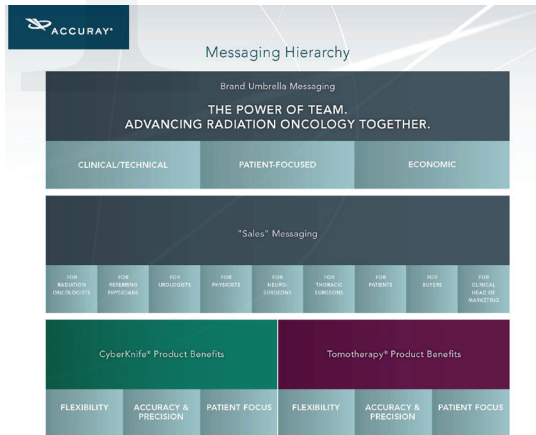 ACCURAY®
Messaging Hierarchy
Brand Umbrella Messaging
THE POWER OF TEAM.
ADVANCING RADIATION ONCOLOGY TOGETHER.
CLINICAL/TECHNICAL
PATIENT-FOCUSED
ECONOMIC
"Sales" Messaging
FOR
RADIATION
ONCOLOGISTS
FOR
REFERRING
PHYSICIANS
FOR
UROLOGISTS
FOR
PHYSICISTS
FOR
NEURO-
SURGEONS
FOR
THORACIC
SURGEONS
FOR
PATIENTS
FOR
BUYERS
FOR
CLINICAL
HEAD OF
MARKETING
CyberKnife® Product Benefits
Tomotherapy® Product Benefits
FLEXIBILITY
ACCURACY &
PRECISION
PATIENT FOCUS
FLEXIBILITY
ACCURACY &
PRECISION
PATIENT FOCUS